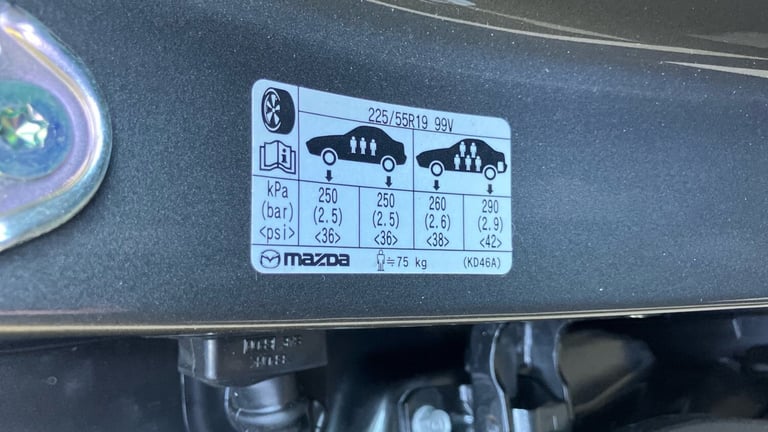 225/55R19 99V
kPa (bar) <psi>
250 (2.5) <36>
250 (2.5) <36>
260 (2.6) <38>
290 (2.9) <42>
mazda ≒75 kg (KD46A)